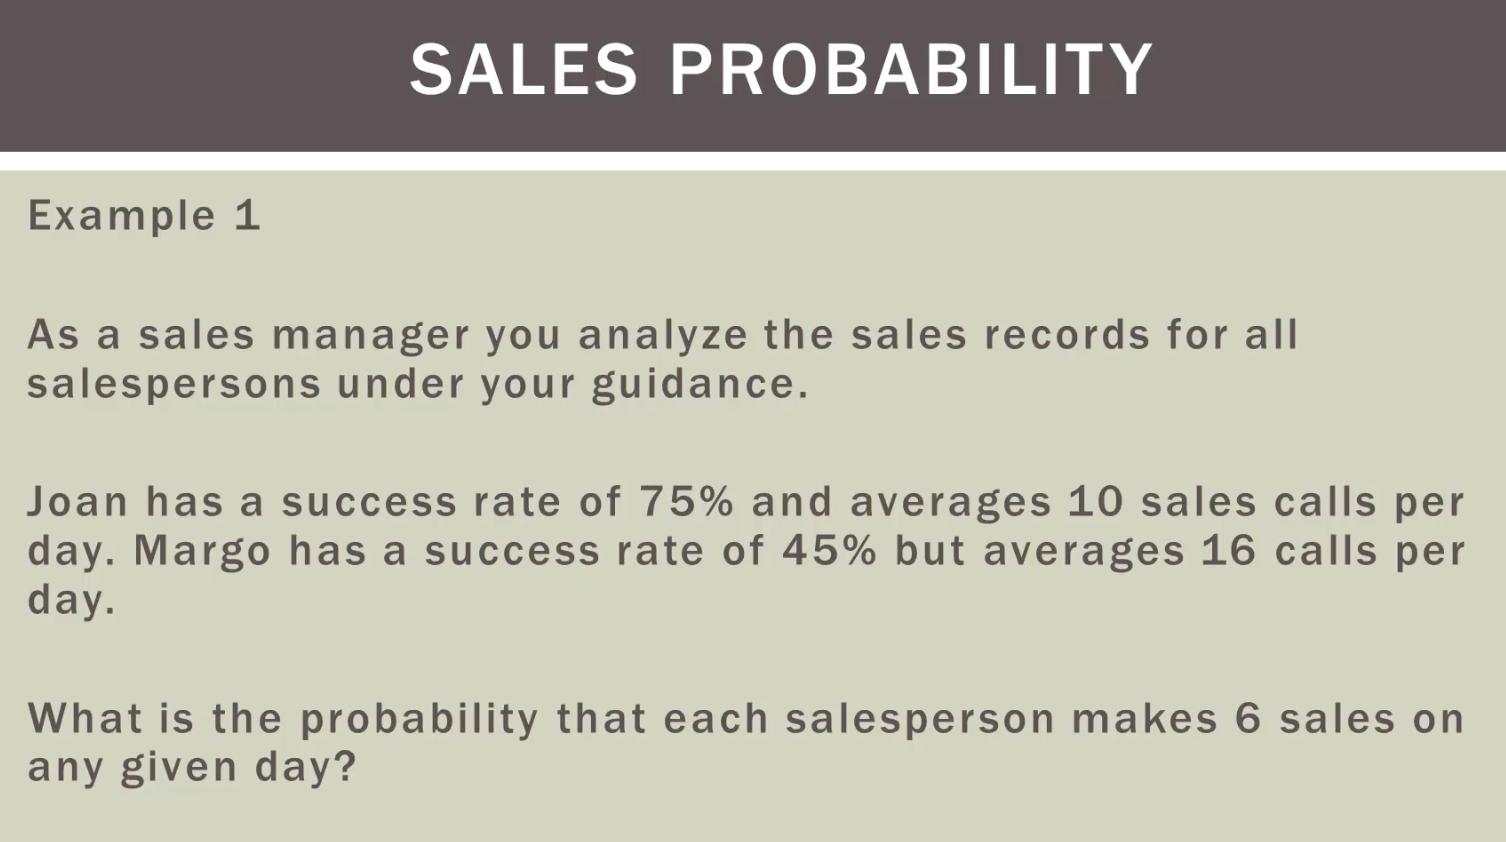 SALES PROBABILITY
Example 1
As a sales manager you analyze the sales records for all
salespersons under your guidance.
Joan has a success rate of 75% and averages 10 sales calls per
day. Margo has a success rate of 45% but averages 16 calls per
day.
What is the probability that each salesperson makes 6 sales on
any given day?